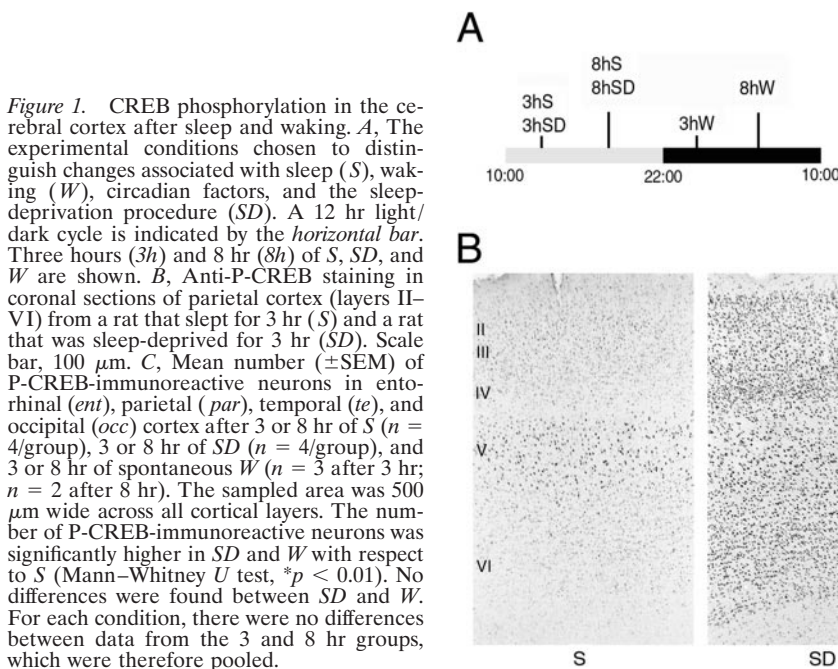 Figure 1. CREB phosphorylation in the ce-
rebral cortex after sleep and waking. A, The
experimental conditions chosen to distin-
guish changes associated with sleep (S), wak-
ing (W), circadian factors, and the sleep-
deprivation procedure (SD). A 12 hr light/
dark cycle is indicated by the horizontal bar.
Three hours (3h) and 8 hr (8h) of S, SD, and
W are shown. B, Anti-P-CREB staining in
coronal sections of parietal cortex (layers II–
VI) from a rat that slept for 3 hr (S) and a rat
that was sleep-deprived for 3 hr (SD). Scale
bar, 100 μm. C, Mean number (±SEM) of
P-CREB-immunoreactive neurons in ento-
rhinal (ent), parietal (par), temporal (te), and
occipital (occ) cortex after 3 or 8 hr of S (n =
4/group), 3 or 8 hr of SD (n = 4/group), and
3 or 8 hr of spontaneous W (n = 3 after 3 hr;
n = 2 after 8 hr). The sampled area was 500
μm wide across all cortical layers. The num-
ber of P-CREB-immunoreactive neurons was
significantly higher in SD and W with respect
to S (Mann–Whitney U test, *p < 0.01). No
differences were found between SD and W.
For each condition, there were no differences
between data from the 3 and 8 hr groups,
which were therefore pooled.
A
8hS
8hSD
8hW
3hS
3hSD
3hW
10:00 22:00 10:00
B
II
III
IV
V
VI
S SD